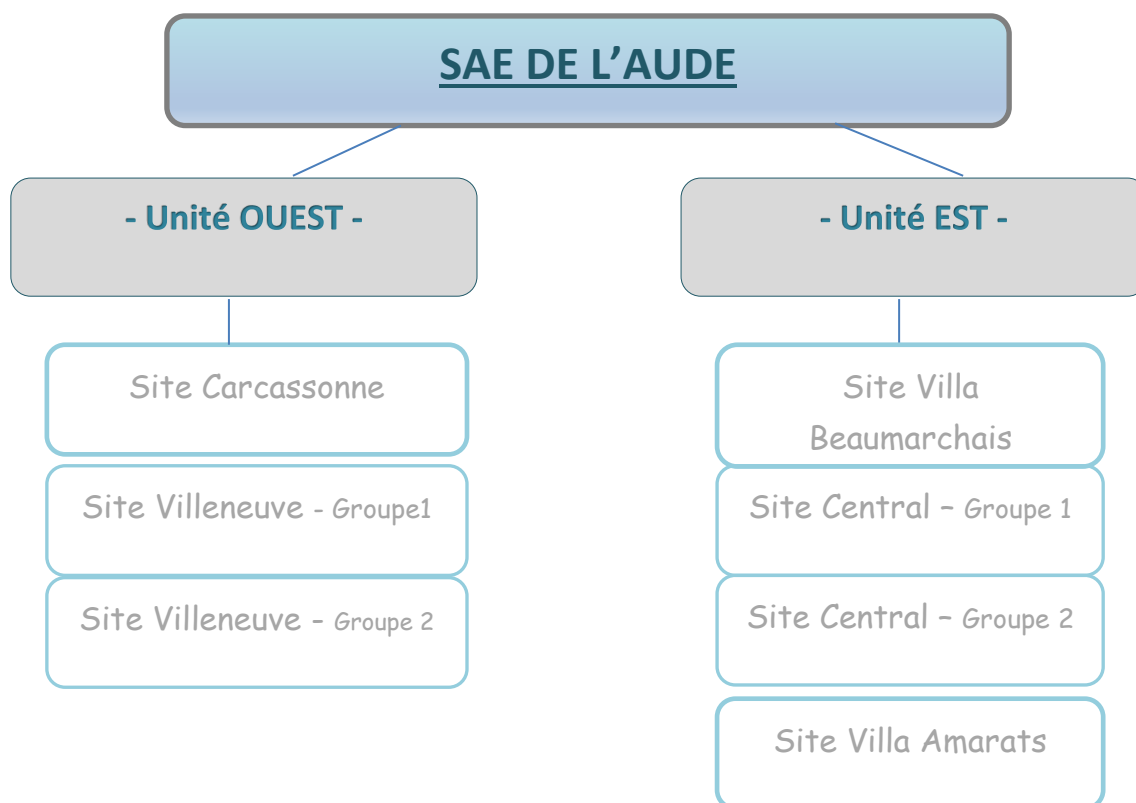 SAE DE L’AUDE
- Unité OUEST -
Site Carcassonne
Site Villeneuve - Groupe1
Site Villeneuve - Groupe 2
- Unité EST -
Site Villa
Beaumarchais
Site Central – Groupe 1
Site Central – Groupe 2
Site Villa Amarats